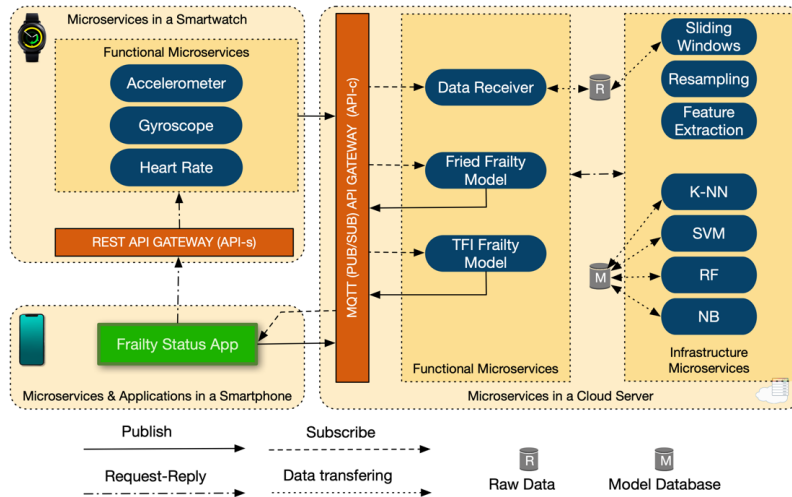 Microservices in a Smartwatch
Functional Microservices
Accelerometer
Gyroscope
Heart Rate
REST API GATEWAY (API-s)
Frailty Status App
Microservices & Applications in a Smartphone
MQTT (PUB/SUB) API GATEWAY (API-c)
Data Receiver
Fried Frailty
Model
TFI Frailty
Model
Functional Microservices
R
M
Sliding
Windows
Resampling
Feature
Extraction
K-NN
SVM
RF
NB
Infrastructure
Microservices
Microservices in a Cloud Server
Publish
Subscribe
Request-Reply
Data transfering
R
Raw Data
M
Model Database